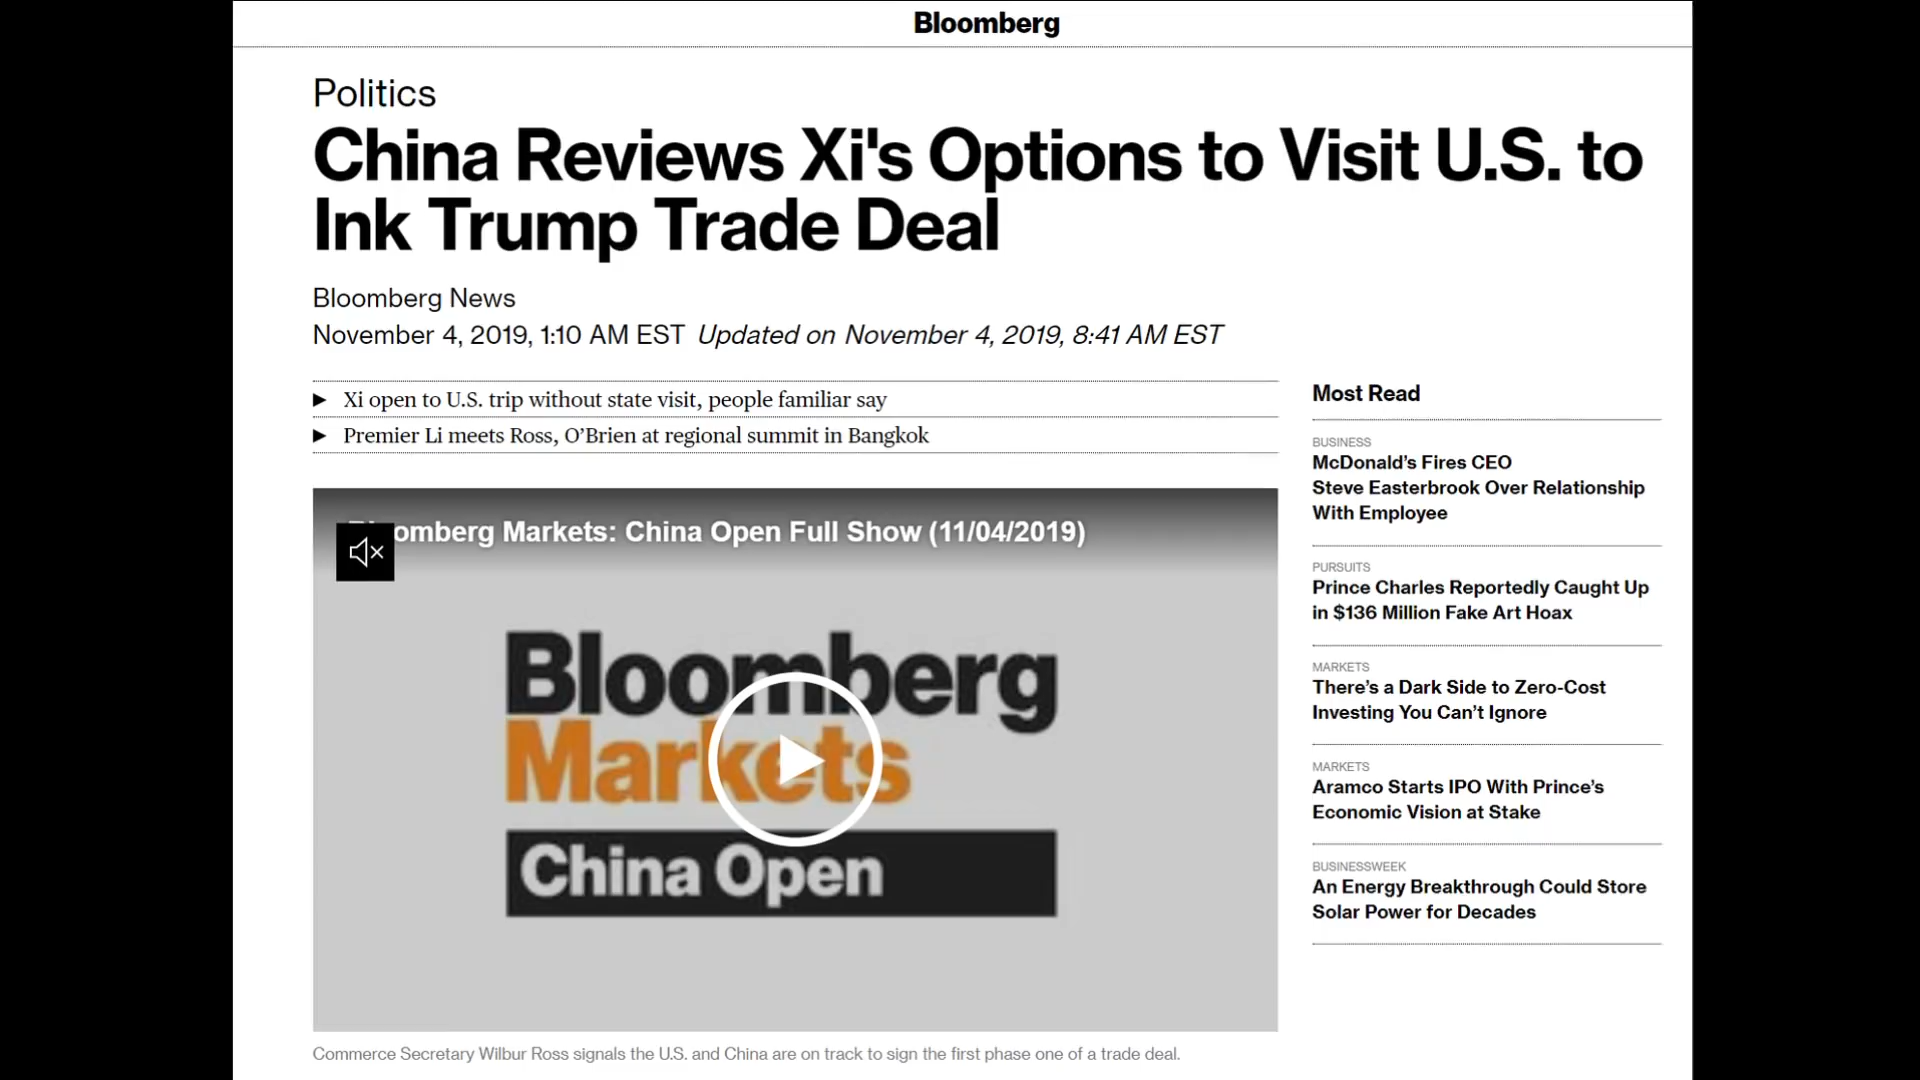 Bloomberg
Politics
China Reviews Xi's Options to Visit U.S. to
Ink Trump Trade Deal
Bloomberg News
November 4, 2019, 1:10 AM EST Updated on November 4, 2019, 8:41 AM EST
▶ Xi open to U.S. trip without state visit, people familiar say
▶ Premier Li meets Ross, O’Brien at regional summit in Bangkok
Bloomberg Markets: China Open Full Show (11/04/2019)
Bloomberg
Markets
China Open
Commerce Secretary Wilbur Ross signals the U.S. and China are on track to sign the first phase one of a trade deal.
Most Read
BUSINESS
McDonald’s Fires CEO
Steve Easterbrook Over Relationship
With Employee
PURSUITS
Prince Charles Reportedly Caught Up
in $136 Million Fake Art Hoax
MARKETS
There’s a Dark Side to Zero-Cost
Investing You Can’t Ignore
MARKETS
Aramco Starts IPO With Prince’s
Economic Vision at Stake
BUSINESSWEEK
An Energy Breakthrough Could Store
Solar Power for Decades